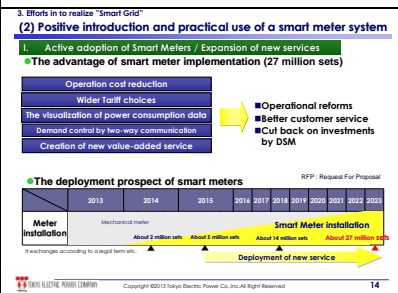 3. Efforts in to realize "Smart Grid"
(2) Positive introduction and practical use of a smart meter system
I. Active adoption of Smart Meters / Expansion of new services
●The advantage of smart meter implementation (27 million sets)
Operation cost reduction
Wider Tariff choices
The visualization of power consumption data
Demand control by two-way communication
Creation of new value-added service
■Operational reforms
■Better customer service
■Cut back on investments
by DSM
RFP : Request For Proposal
●The deployment prospect of smart meters
2013 2014 2015 2016 2017 2018 2019 2020 2021 2022 2023
Meter
installation
Mechanical meter
Smart Meter installation
About 2 million sets About 5 million sets About 14 million sets About 27 million sets
If exchanges according to a legal term etc.
Deployment of new service
TOKYO ELECTRIC POWER COMPANY
Copyright ©2013 Tokyo Electric Power Co.,Inc.All Right Reserved
14